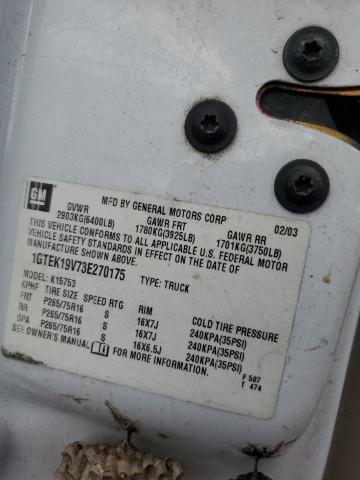 GM
MFD BY GENERAL MOTORS CORP 02/03
GVWR GAWR FRT GAWR RR
2903KG(6400LB) 1780KG(3925LB) 1701KG(3750LB)
THIS VEHICLE CONFORMS TO ALL APPLICABLE U.S. FEDERAL MOTOR
VEHICLE SAFETY STANDARDS IN EFFECT ON THE DATE OF
MANUFACTURE SHOWN ABOVE.
1GTEK19V73E270175 TYPE: TRUCK
MODEL: K15753
KPHF TIRE SIZE SPEED RTG RIM COLD TIRE PRESSURE
FRT P265/75R16 S 16X7J 240KPA(35PSI)
RR P265/75R16 S 16X7J 240KPA(35PSI)
SPA P265/75R16 S 16X6.5J 240KPA(35PSI)
SEE OWNER'S MANUAL FOR MORE INFORMATION.
F 507
T 474